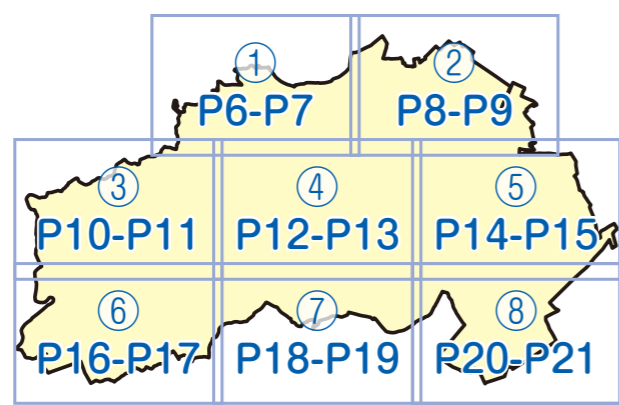 ①
P6-P7
②
P8-P9
③
P10-P11
④
P12-P13
⑤
P14-P15
⑥
P16-P17
⑦
P18-P19
⑧
P20-P21